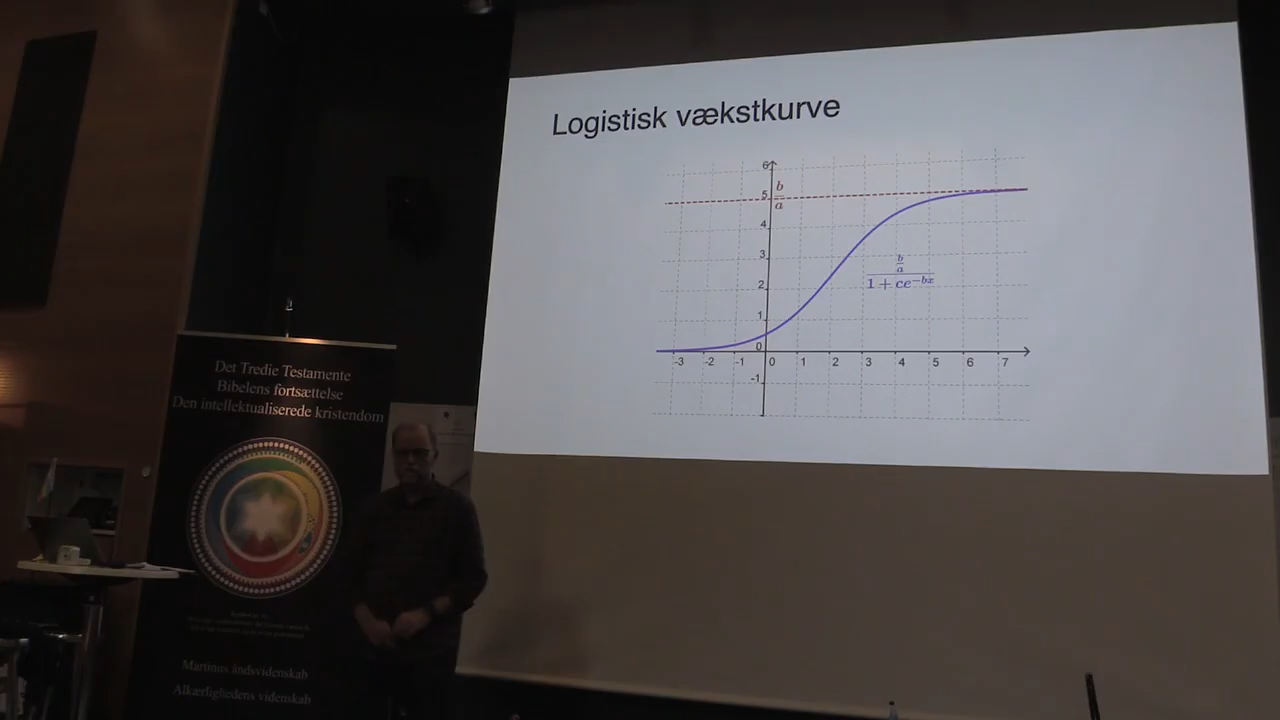 Logistisk vækstkurve
6
5
b
a
4
3
2
1
0
-1
-3 -2 -1 0 1 2 3 4 5 6 7
b
a
1 + ce^{-bx}
Det Tredie Testamente
Bibelens fortsættelse
Den intellektualiserede kristendom
Martinus åndsvidenskab
Alkærlighedens videnskab